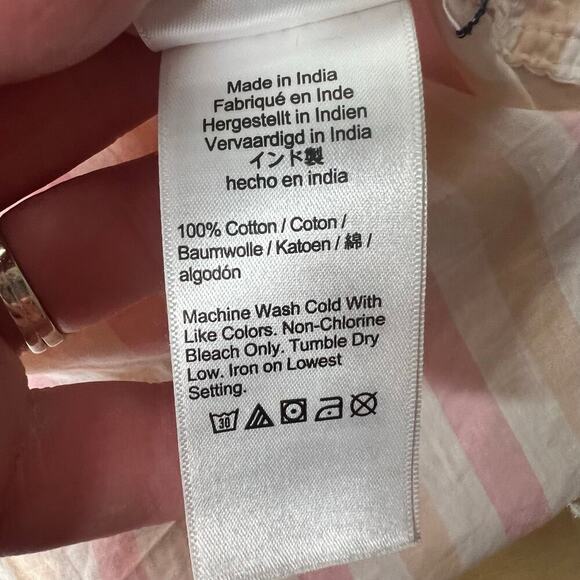 Made in India
Fabriqué en Inde
Hergestellt in Indien
Vervaardigd in India
インド製
hecho en india
100% Cotton / Coton /
Baumwolle / Katoen / 綿 /
algodón
Machine Wash Cold With
Like Colors. Non-Chlorine
Bleach Only. Tumble Dry
Low. Iron on Lowest
Setting.
30